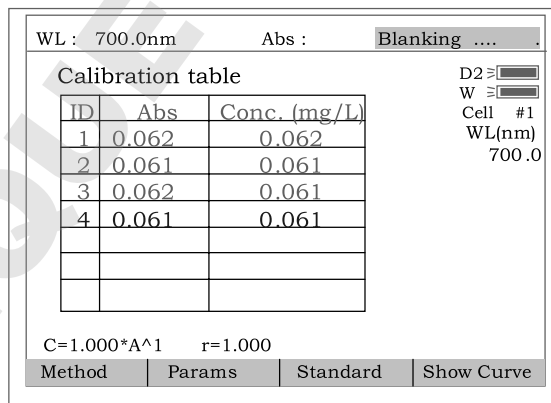 WL : 700.0nm Abs : Blanking .... .
Calibration table
D2
W
Cell #1
WL(nm)
700.0
ID Abs Conc. (mg/L)
1 0.062 0.062
2 0.061 0.061
3 0.062 0.061
4 0.061 0.061
C=1.000*A^1 r=1.000
Method Params Standard Show Curve